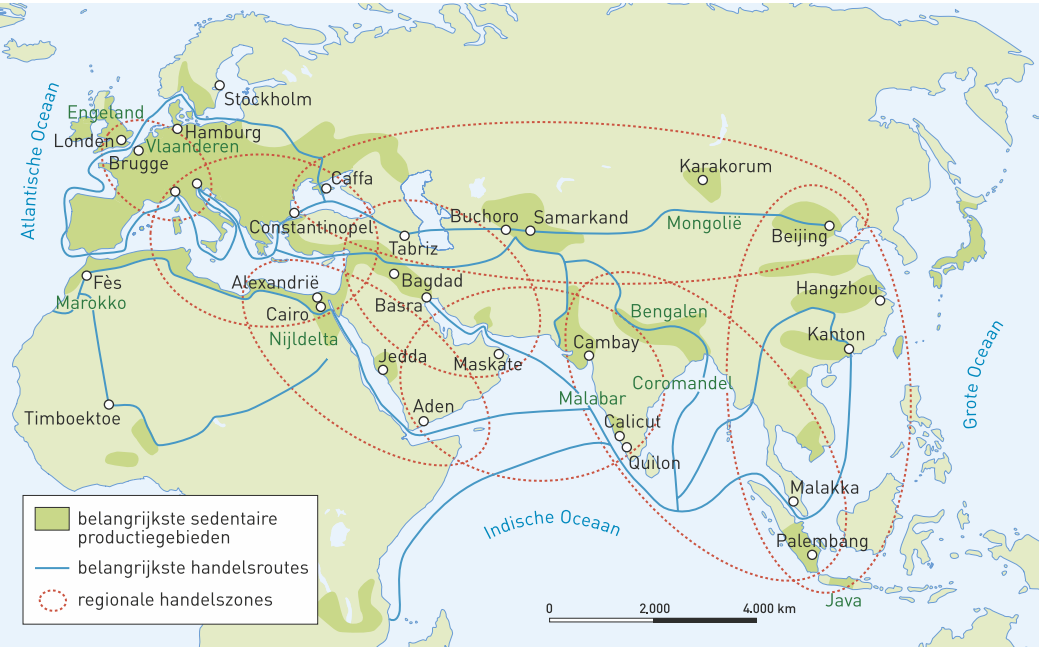 Atlantische Oceaan
Stockholm
Engeland
Londen
Hamburg
Vlaanderen
Brugge
Caffa
Constantinopel
Tabriz
Buchoro
Samarkand
Karakorum
Mongolië
Beijing
Fès
Marokko
Alexandrië
Cairo
Nijldelta
Bagdad
Basra
Bengalen
Hangzhou
Kanton
Cambay
Jedda
Maskate
Coromandel
Malabar
Timboektoe
Aden
Calicut
Quilon
Grote Oceaan
Malakka
Indische Oceaan
Palembang
Java
belangrijkste sedentaire
productiegebieden
belangrijkste handelsroutes
regionale handelszones
0 2,000 4.000 km